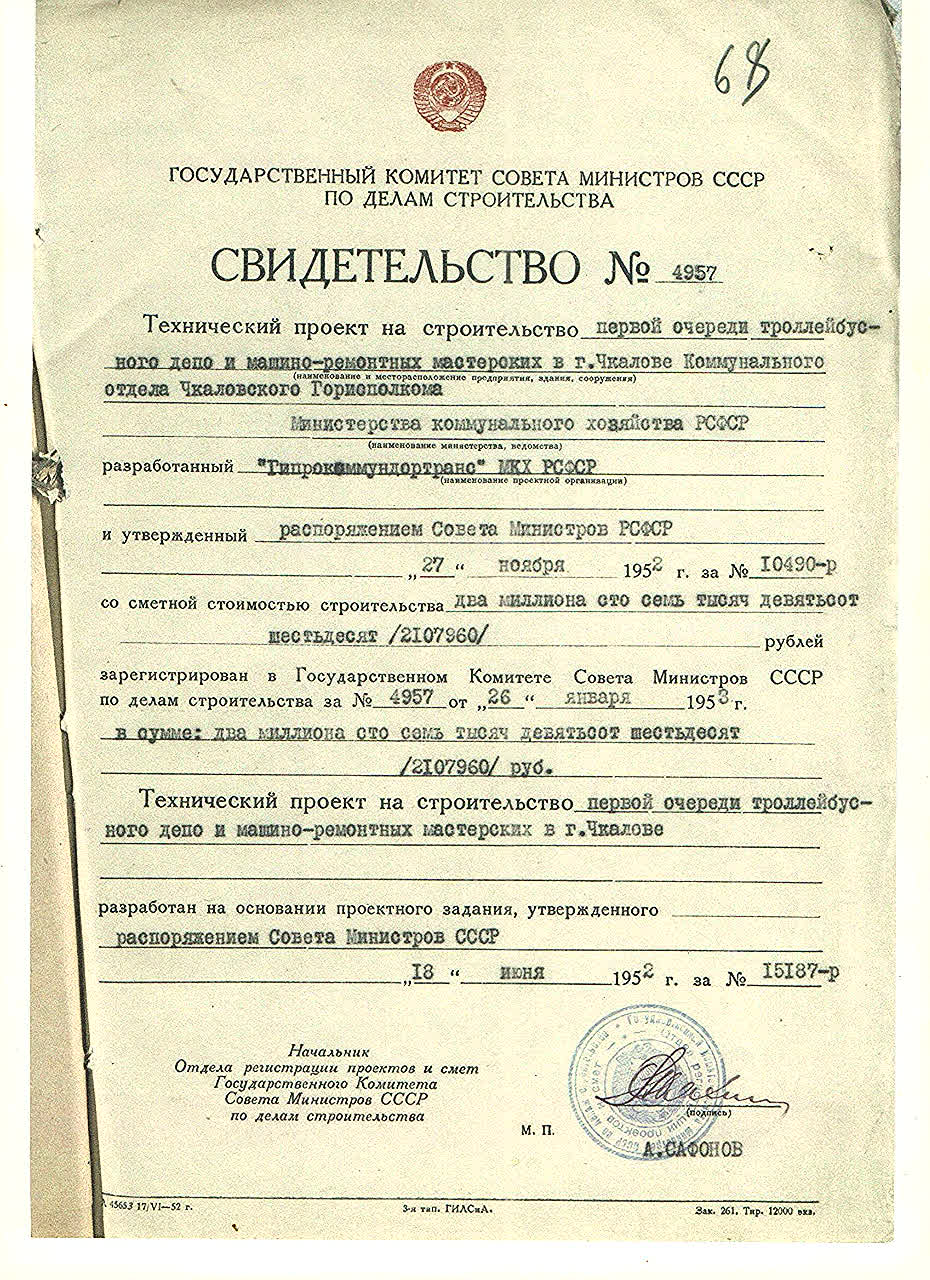 68
ГОСУДАРСТВЕННЫЙ КОМИТЕТ СОВЕТА МИНИСТРОВ СССР
ПО ДЕЛАМ СТРОИТЕЛЬСТВА
СВИДЕТЕЛЬСТВО № 4957
Технический проект на строительство первой очереди троллейбус-
ного депо и машино-ремонтных мастерских в г.Чкалове Коммунального
(наименование и месторасположение предприятия, здания, сооружения)
отдела Чкаловского Горисполкома
Министерства коммунального хозяйства РСФСР
(наименование министерства, ведомства)
разработанный "Гипрокоммундортранс" МКХ РСФСР
(наименование проектной организации)
и утвержденный распоряжением Совета Министров РСФСР
„27 “ ноября 1952 г. за № 10490-р
со сметной стоимостью строительства два миллиона сто семь тысяч девятьсот
шестьдесят /2107960/ рублей
зарегистрирован в Государственном Комитете Совета Министров СССР
по делам строительства за № 4957 от „26 “ января 1953 г.
в сумме: два миллиона сто семь тысяч девятьсот шестьдесят
/2107960/ руб.
Технический проект на строительство первой очереди троллейбус-
ного депо и машино-ремонтных мастерских в г.Чкалове
разработан на основании проектного задания, утвержденного
распоряжением Совета Министров СССР
„18 “ июня 1952 г. за № 15187-р
Начальник
Отдела регистрации проектов и смет
Государственного Комитета
Совета Министров СССР
по делам строительства
(подпись)
М. П.
А.САФОНОВ
45653 17/VI—52 г. 3-я тип. ГИЛСиА. Зак. 261. Тир. 12000 экз.